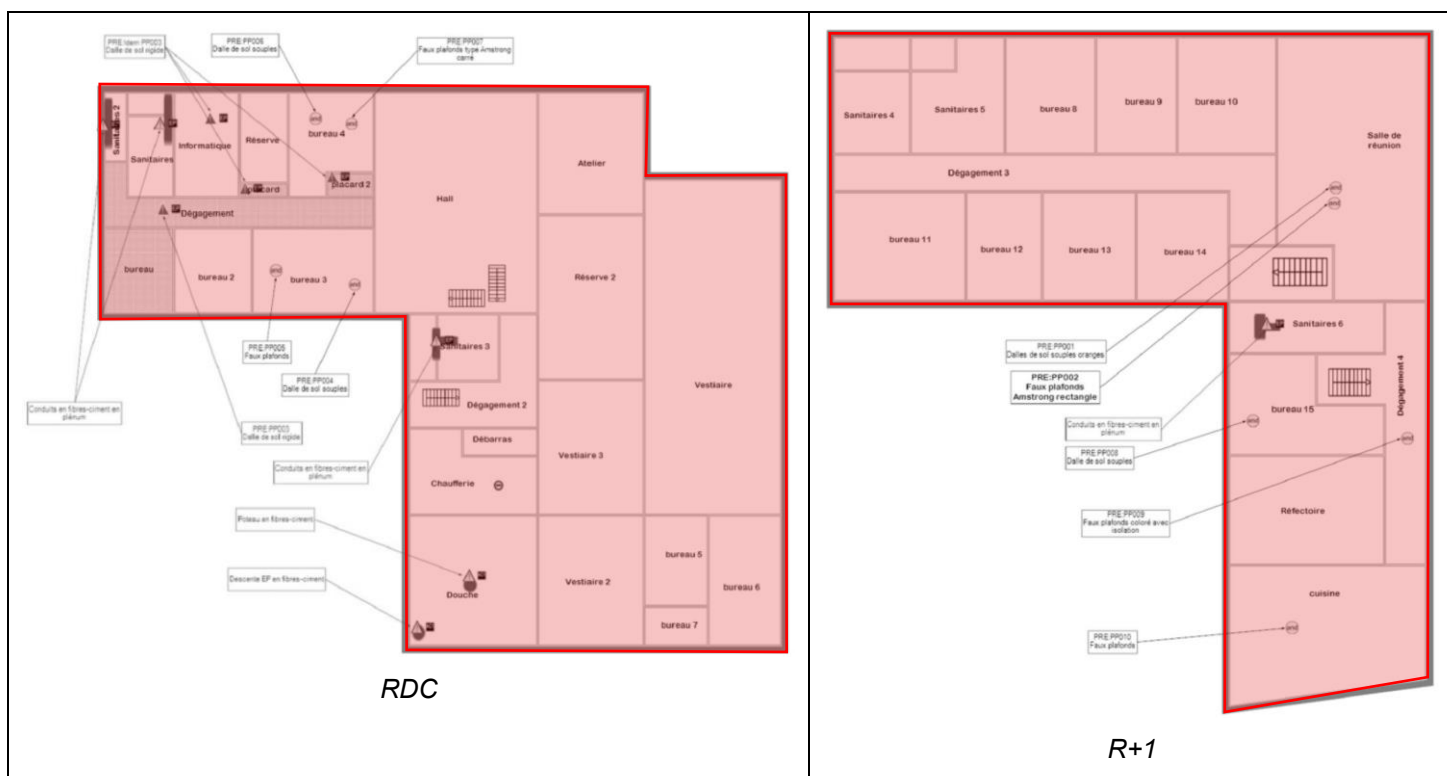 PRE:Idem PP003
Dalle de sol rigide
PRE:PP006
Dalle de sol souples
PRE:PP007
Faux plafonds type Amstrong
carré
Sanitaires 2
Sanitaires
Informatique
Réserve
bureau 4
placard
placard 2
Dégagement
bureau
bureau 2
bureau 3
Hall
Atelier
Réserve 2
Vestiaire
PRE:PP005
Faux plafonds
PRE:PP004
Dalle de sol souples
Conduits en fibres-ciment en
plénum
PRE:PP003
Dalle de sol rigide
Conduits en fibres-ciment en
plénum
Sanitaires 3
Dégagement 2
Débarras
Chaufferie
Vestiaire 3
Poteau en fibres-ciment
Descente EP en fibres-ciment
Douche
Vestiaire 2
bureau 5
bureau 6
bureau 7
RDC
Sanitaires 4
Sanitaires 5
bureau 8
bureau 9
bureau 10
Salle de
réunion
Dégagement 3
bureau 11
bureau 12
bureau 13
bureau 14
PRE:PP001
Dalles de sol souples oranges
PRE:PP002
Faux plafonds
Amstrong rectangle
Conduits en fibres-ciment en
plénum
PRE:PP008
Dalle de sol souples
Sanitaires 6
bureau 15
Dégagement 4
PRE:PP009
Faux plafonds coloré avec
isolation
Réfectoire
cuisine
PRE:PP010
Faux plafonds
R+1